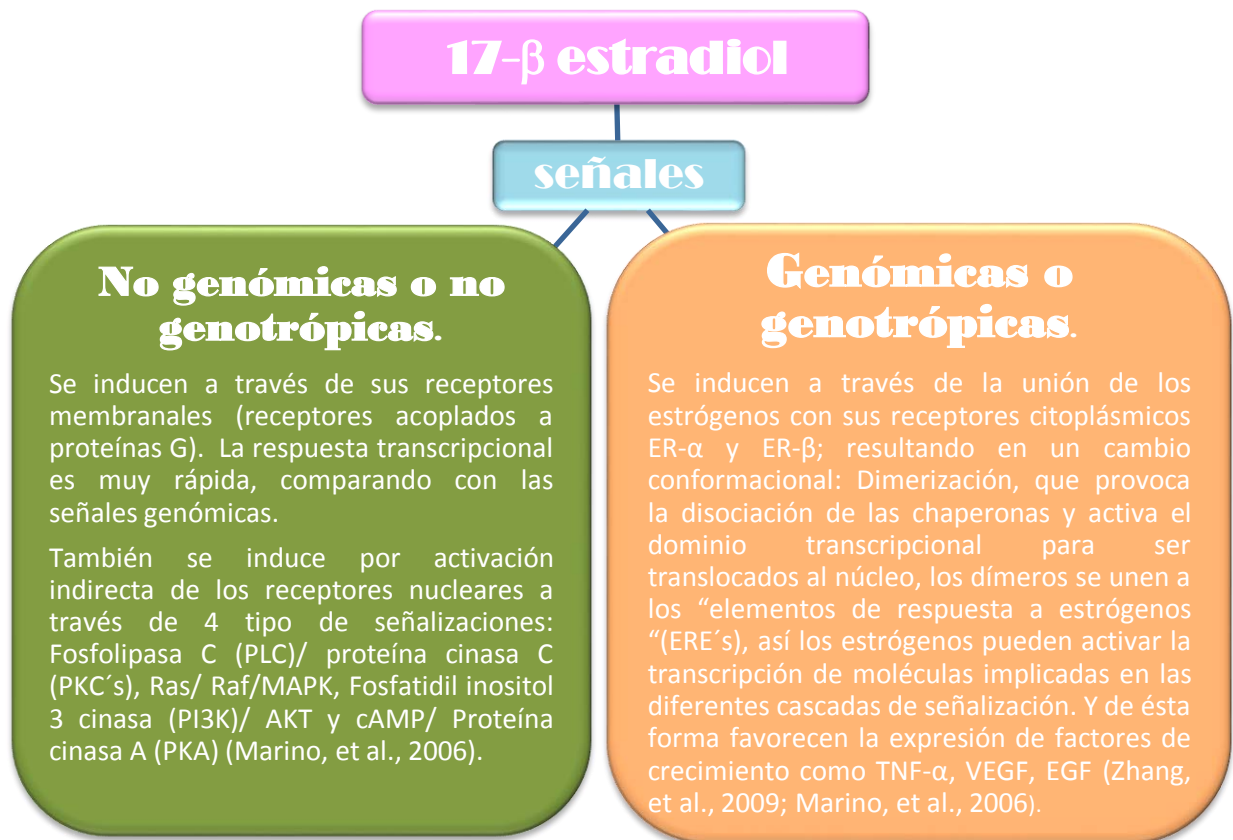 17-β estradiol
señales
No genómicas o no
genotrópicas.
Se inducen a través de sus receptores
membranales (receptores acoplados a
proteínas G). La respuesta transcripcional
es muy rápida, comparando con las
señales genómicas.
También se induce por activación
indirecta de los receptores nucleares a
través de 4 tipo de señalizaciones:
Fosfolipasa C (PLC)/ proteína cinasa C
(PKC´s), Ras/ Raf/MAPK, Fosfatidil inositol
3 cinasa (PI3K)/ AKT y cAMP/ Proteína
cinasa A (PKA) (Marino, et al., 2006).
Genómicas o
genotrópicas.
Se inducen a través de la unión de los
estrógenos con sus receptores citoplásmicos
ER-α y ER-β; resultando en un cambio
conformacional: Dimerización, que provoca
la disociación de las chaperonas y activa el
dominio transcripcional para ser
translocados al núcleo, los dímeros se unen a
los “elementos de respuesta a estrógenos
“(ERE´s), así los estrógenos pueden activar la
transcripción de moléculas implicadas en las
diferentes cascadas de señalización. Y de ésta
forma favorecen la expresión de factores de
crecimiento como TNF-α, VEGF, EGF (Zhang,
et al., 2009; Marino, et al., 2006).